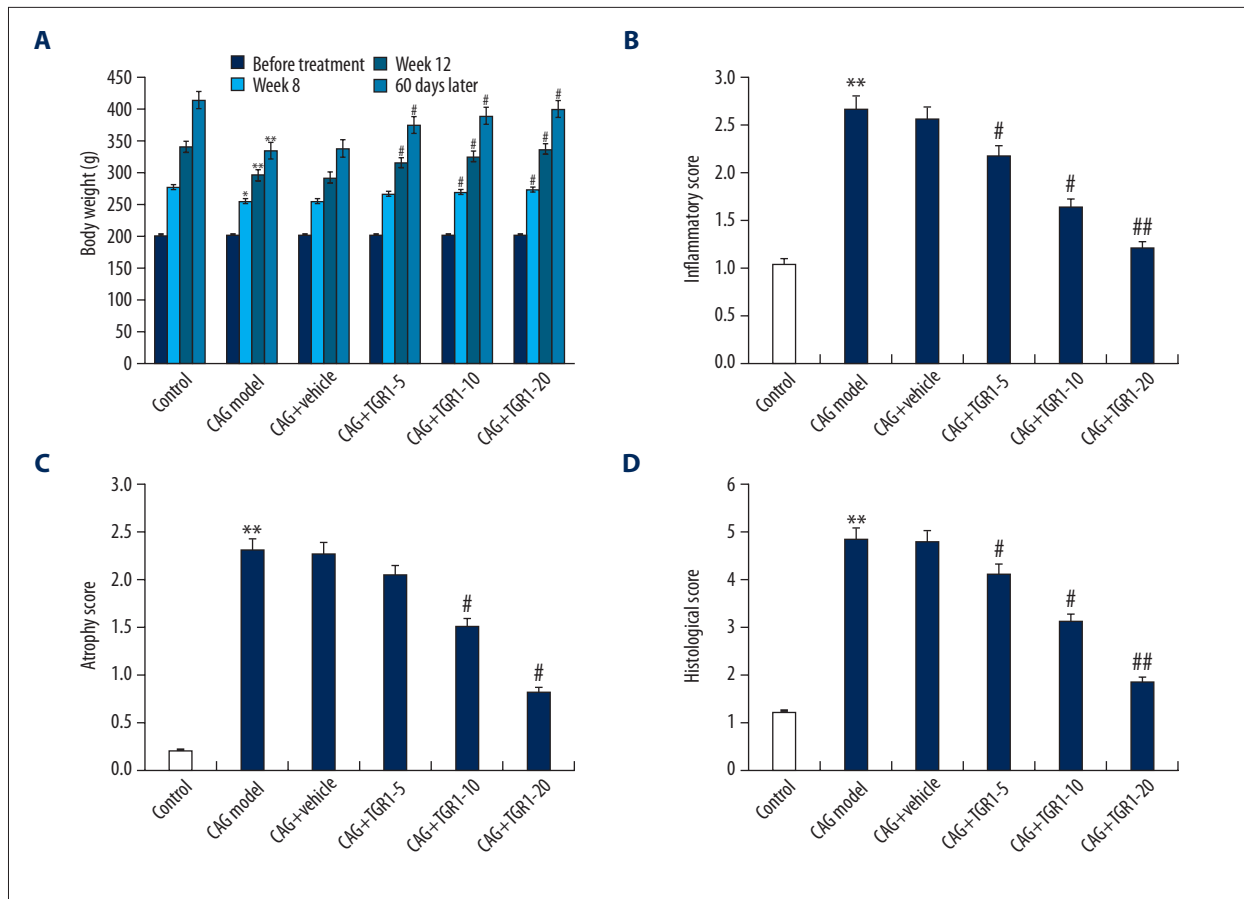 A
Before treatment
Week 8
Week 12
60 days later
Body weight (g)
450
400
350
300
250
200
150
100
50
0
* ** **
# #
# # #
# # #
Control
CAG model
CAG+vehicle
CAG+TGR1-5
CAG+TGR1-10
CAG+TGR1-20
B
Inflammatory score
3.0
2.5
2.0
1.5
1.0
0.5
0.0
**
#
#
##
Control
CAG model
CAG+vehicle
CAG+TGR1-5
CAG+TGR1-10
CAG+TGR1-20
C
Atrophy score
3.0
2.5
2.0
1.5
1.0
0.5
0.0
**
#
#
Control
CAG model
CAG+vehicle
CAG+TGR1-5
CAG+TGR1-10
CAG+TGR1-20
D
Histological score
6
5
4
3
2
1
0
**
#
#
##
Control
CAG model
CAG+vehicle
CAG+TGR1-5
CAG+TGR1-10
CAG+TGR1-20